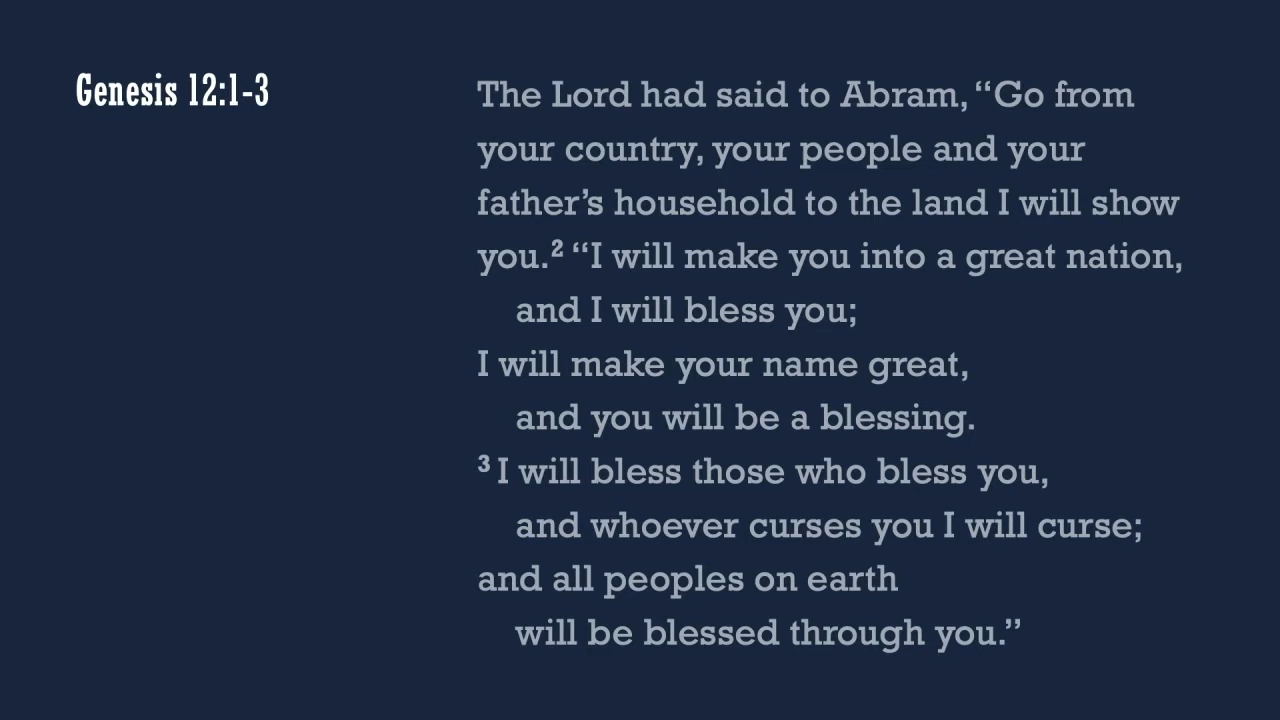 Genesis 12:1-3
The Lord had said to Abram, “Go from
your country, your people and your
father’s household to the land I will show
you.² “I will make you into a great nation,
and I will bless you;
I will make your name great,
and you will be a blessing.
³ I will bless those who bless you,
and whoever curses you I will curse;
and all peoples on earth
will be blessed through you.”